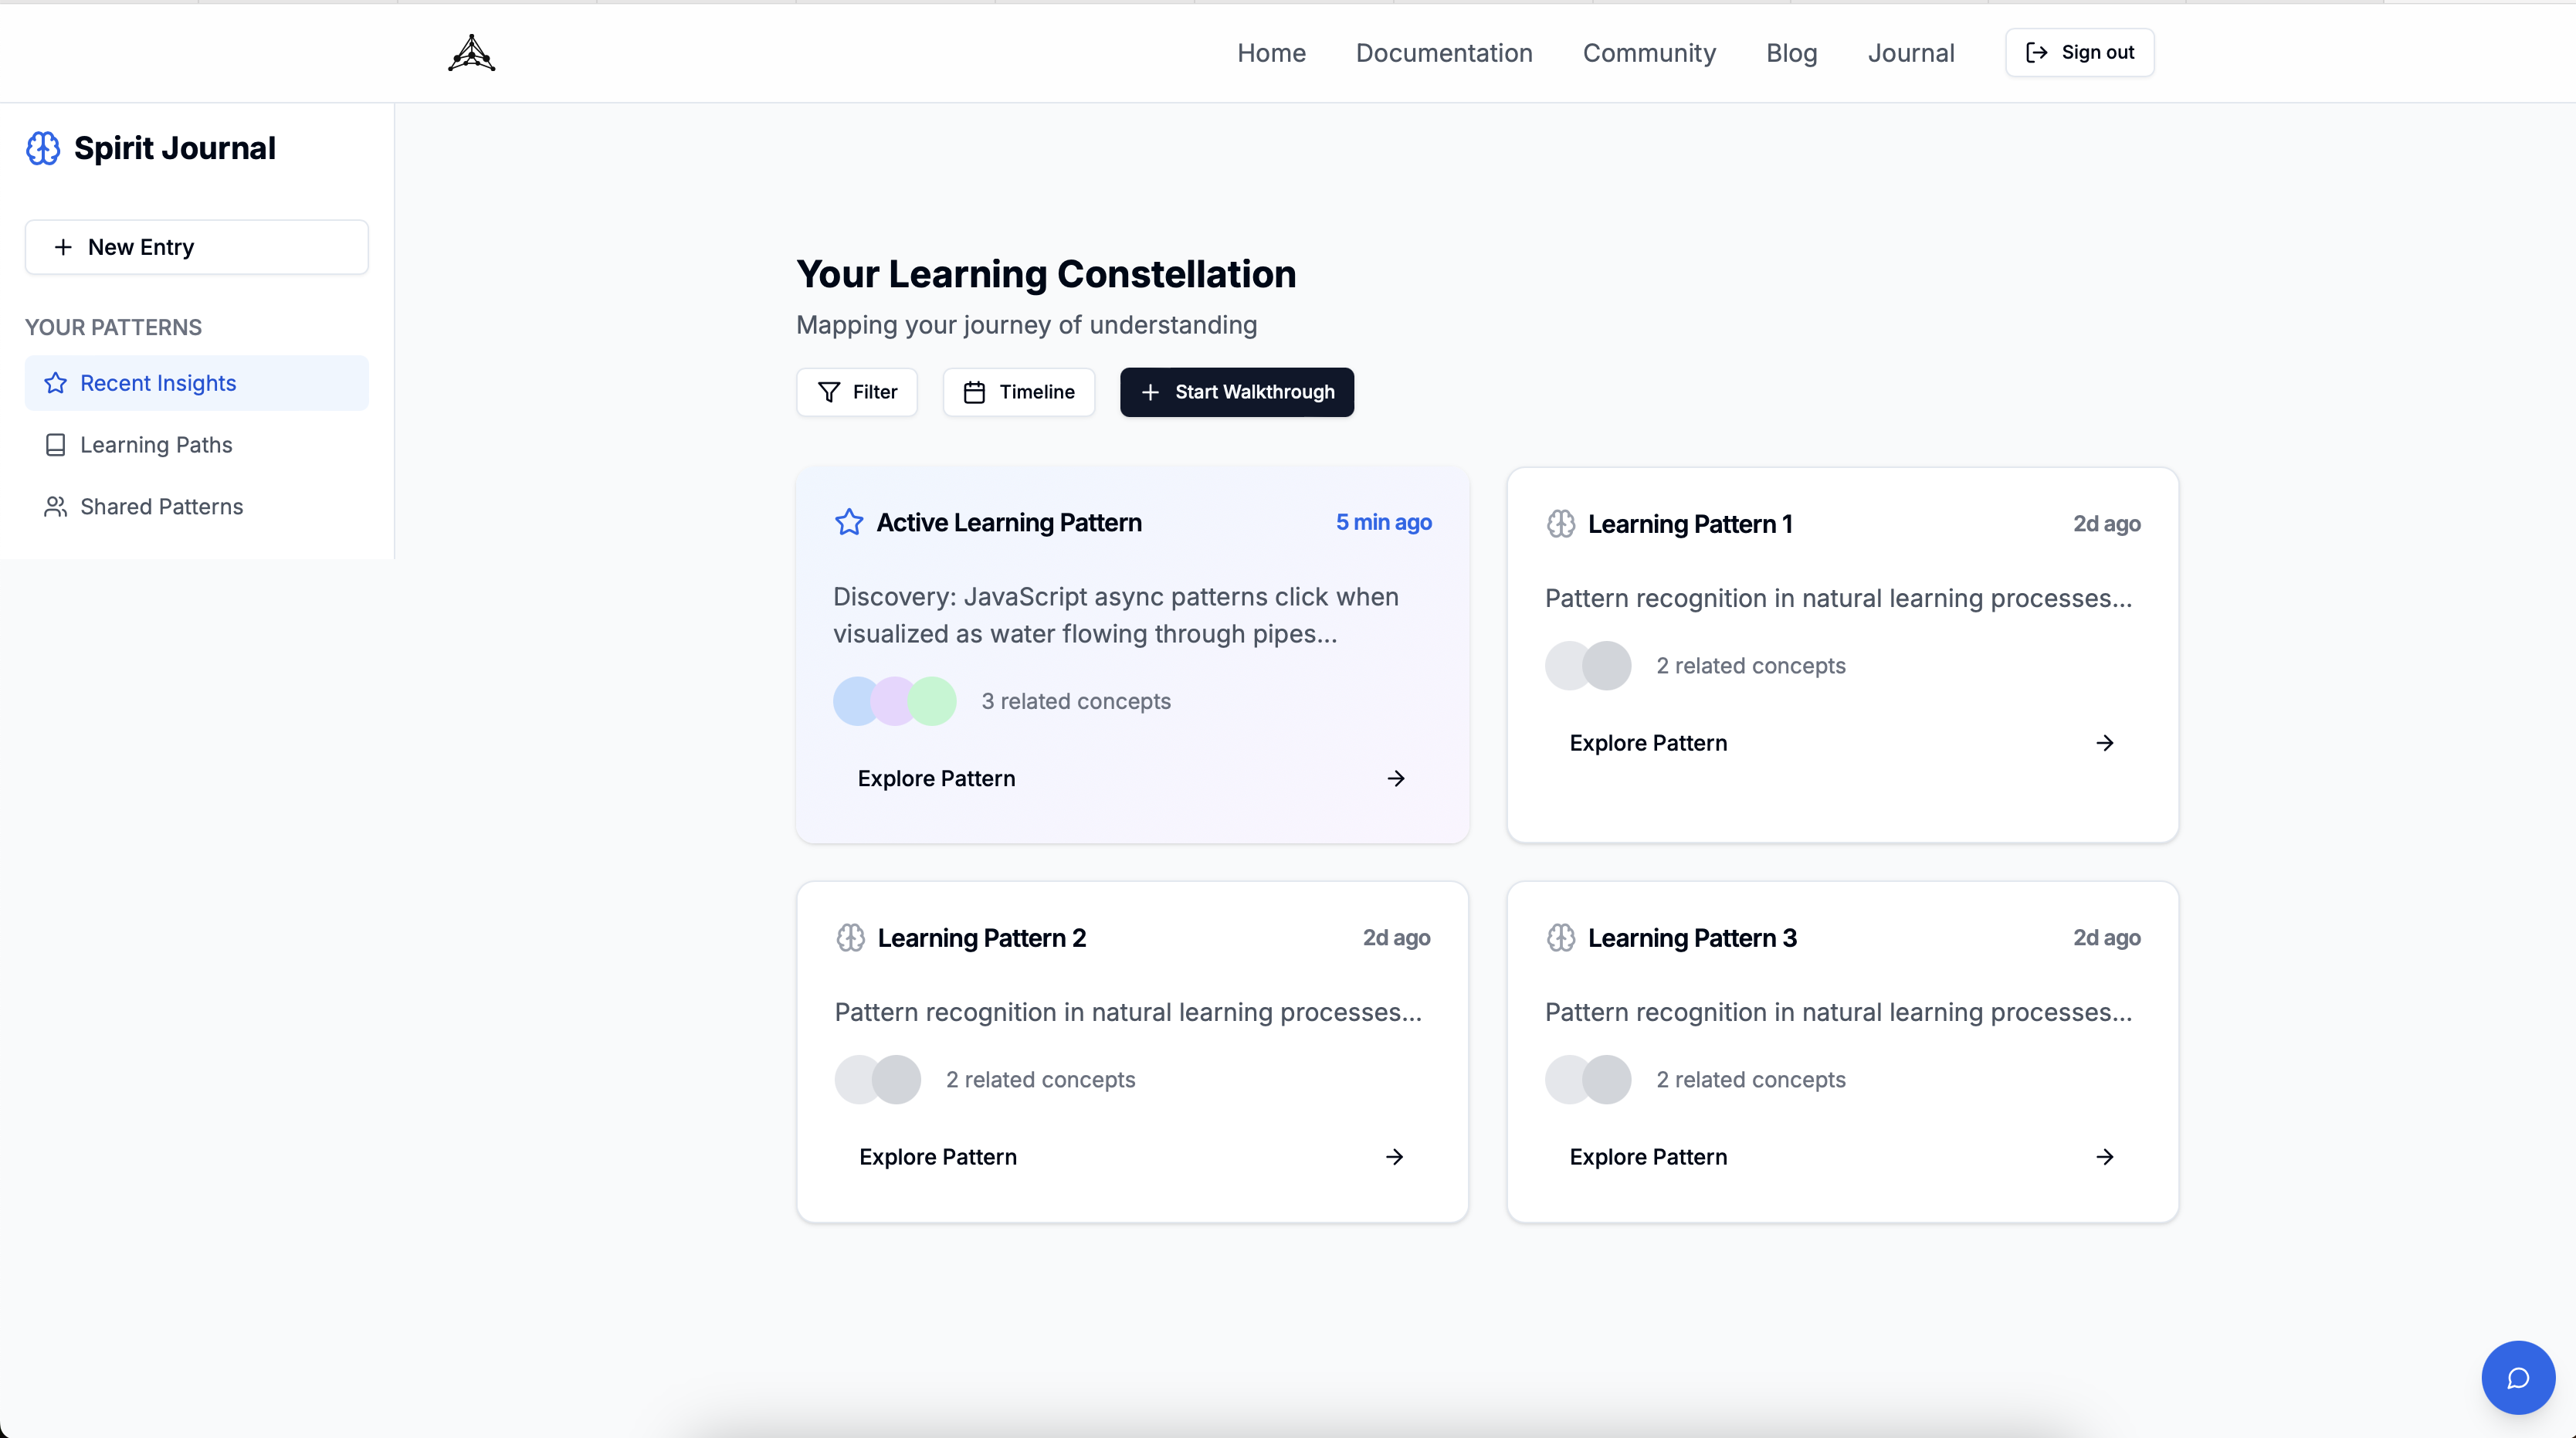 Home
Documentation
Community
Blog
Journal
Sign out
Spirit Journal
New Entry
YOUR PATTERNS
Recent Insights
Learning Paths
Shared Patterns
Your Learning Constellation
Mapping your journey of understanding
Filter
Timeline
Start Walkthrough
Active Learning Pattern
5 min ago
Discovery: JavaScript async patterns click when
visualized as water flowing through pipes...
3 related concepts
Explore Pattern
Learning Pattern 1
2d ago
Pattern recognition in natural learning processes...
2 related concepts
Explore Pattern
Learning Pattern 2
2d ago
Pattern recognition in natural learning processes...
2 related concepts
Explore Pattern
Learning Pattern 3
2d ago
Pattern recognition in natural learning processes...
2 related concepts
Explore Pattern